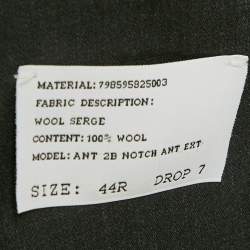 MATERIAL: 798595825003
FABRIC DESCRIPTION:
WOOL SERGE
CONTENT: 100% WOOL
MODEL: ANT 2B NOTCH ANT EXT
SIZE: 44R DROP 7